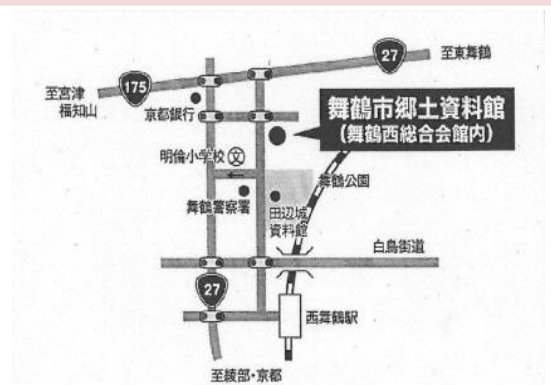 27
至東舞鶴
175
至宮津
福知山
京都銀行
舞鶴市郷土資料館
(舞鶴西総合会館内)
明倫小学校
文
舞鶴公園
舞鶴警察署
田辺城
資料館
白鳥街道
27
西舞鶴駅
至綾部・京都